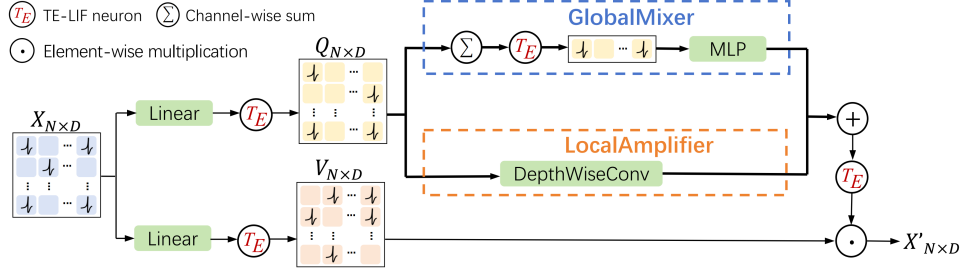 T_E TE-LIF neuron Σ Channel-wise sum
Element-wise multiplication
GlobalMixer
Σ T_E ··· MLP
Q_{N×D}
Linear T_E
X_{N×D}
+
LocalAmplifier
DepthWiseConv
T_E
V_{N×D}
Linear T_E
X'_{N×D}